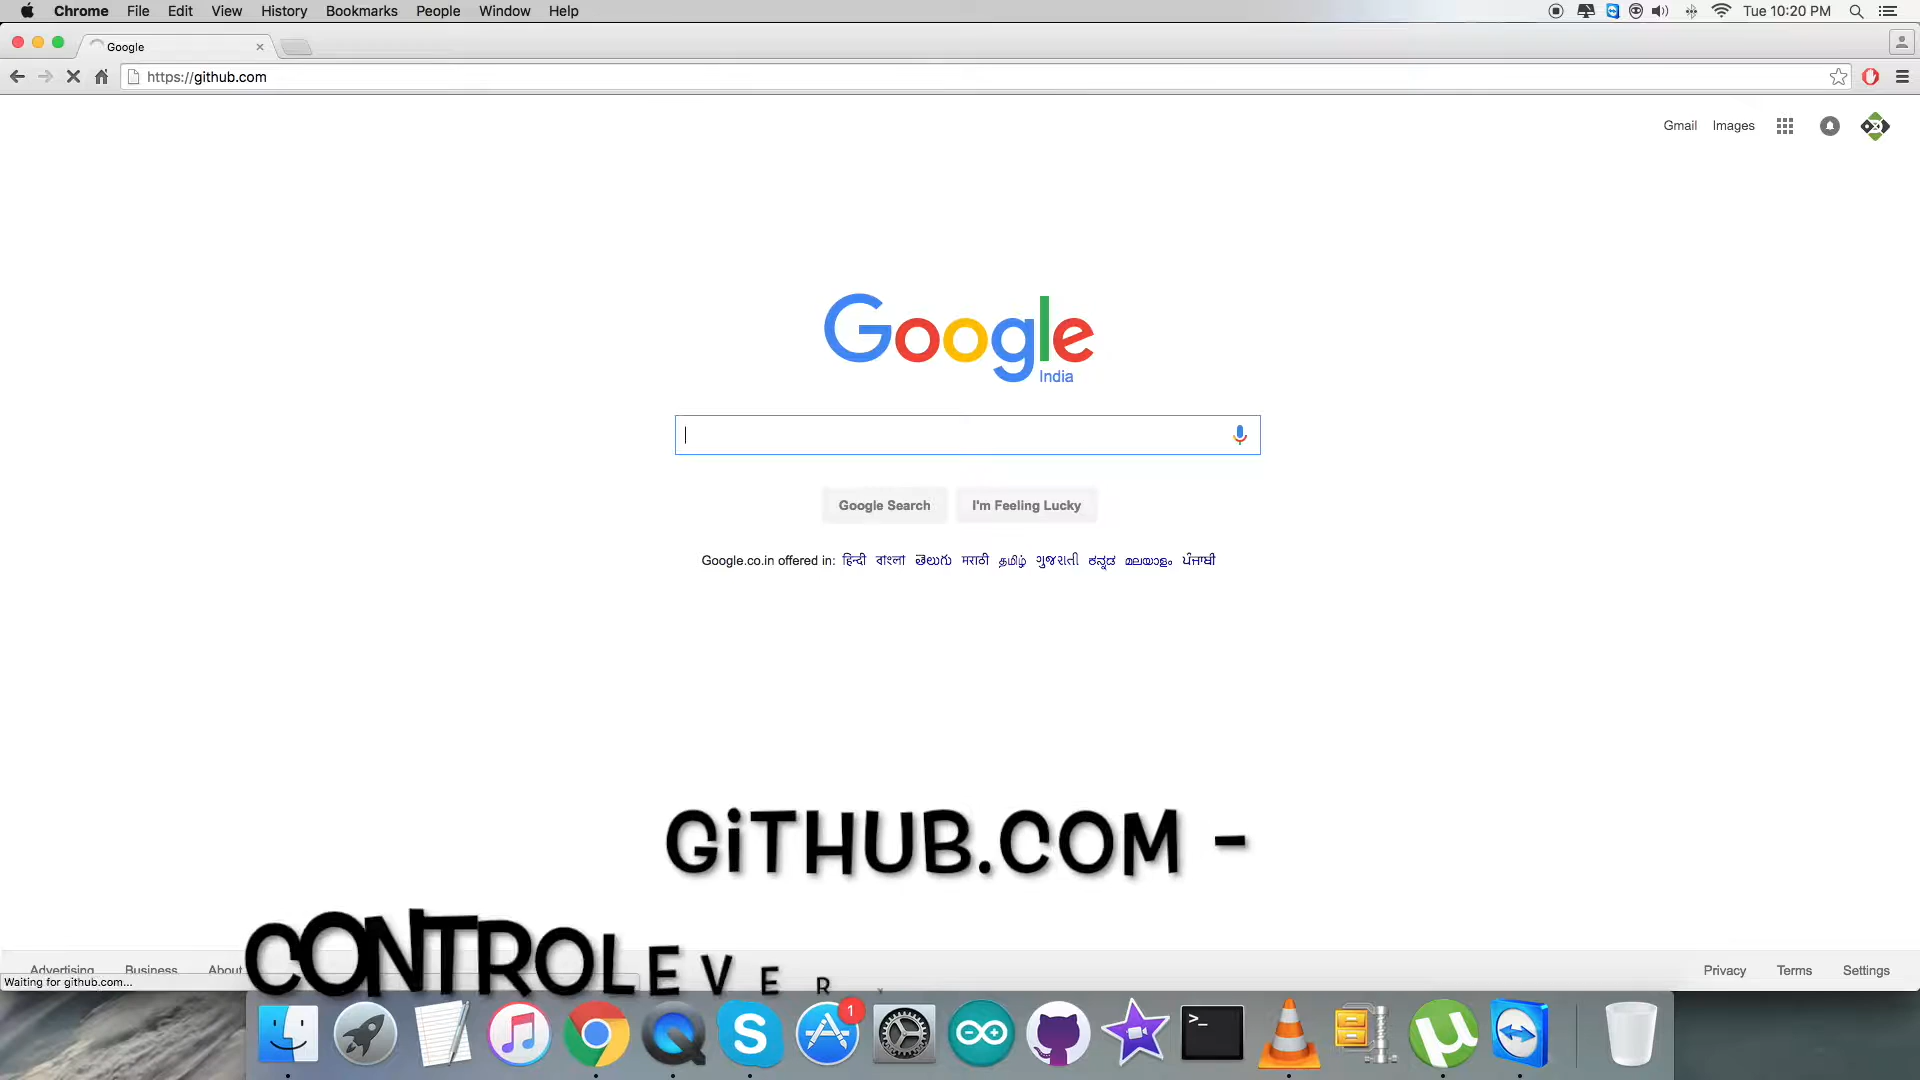 Chrome File Edit View History Bookmarks People Window Help Tue 10:20 PM
Google
https://github.com
Gmail Images
Google
India
Google Search I'm Feeling Lucky
Google.co.in offered in: हिन्दी বাংলা తెలుగు मराठी தமிழ் ગુજરાતી ಕನ್ನಡ മലയാളം ਪੰਜਾਬੀ
GiTHUB.COM -
CONTROLEVER
Advertising Business About Privacy Terms Settings
Waiting for github.com...
1